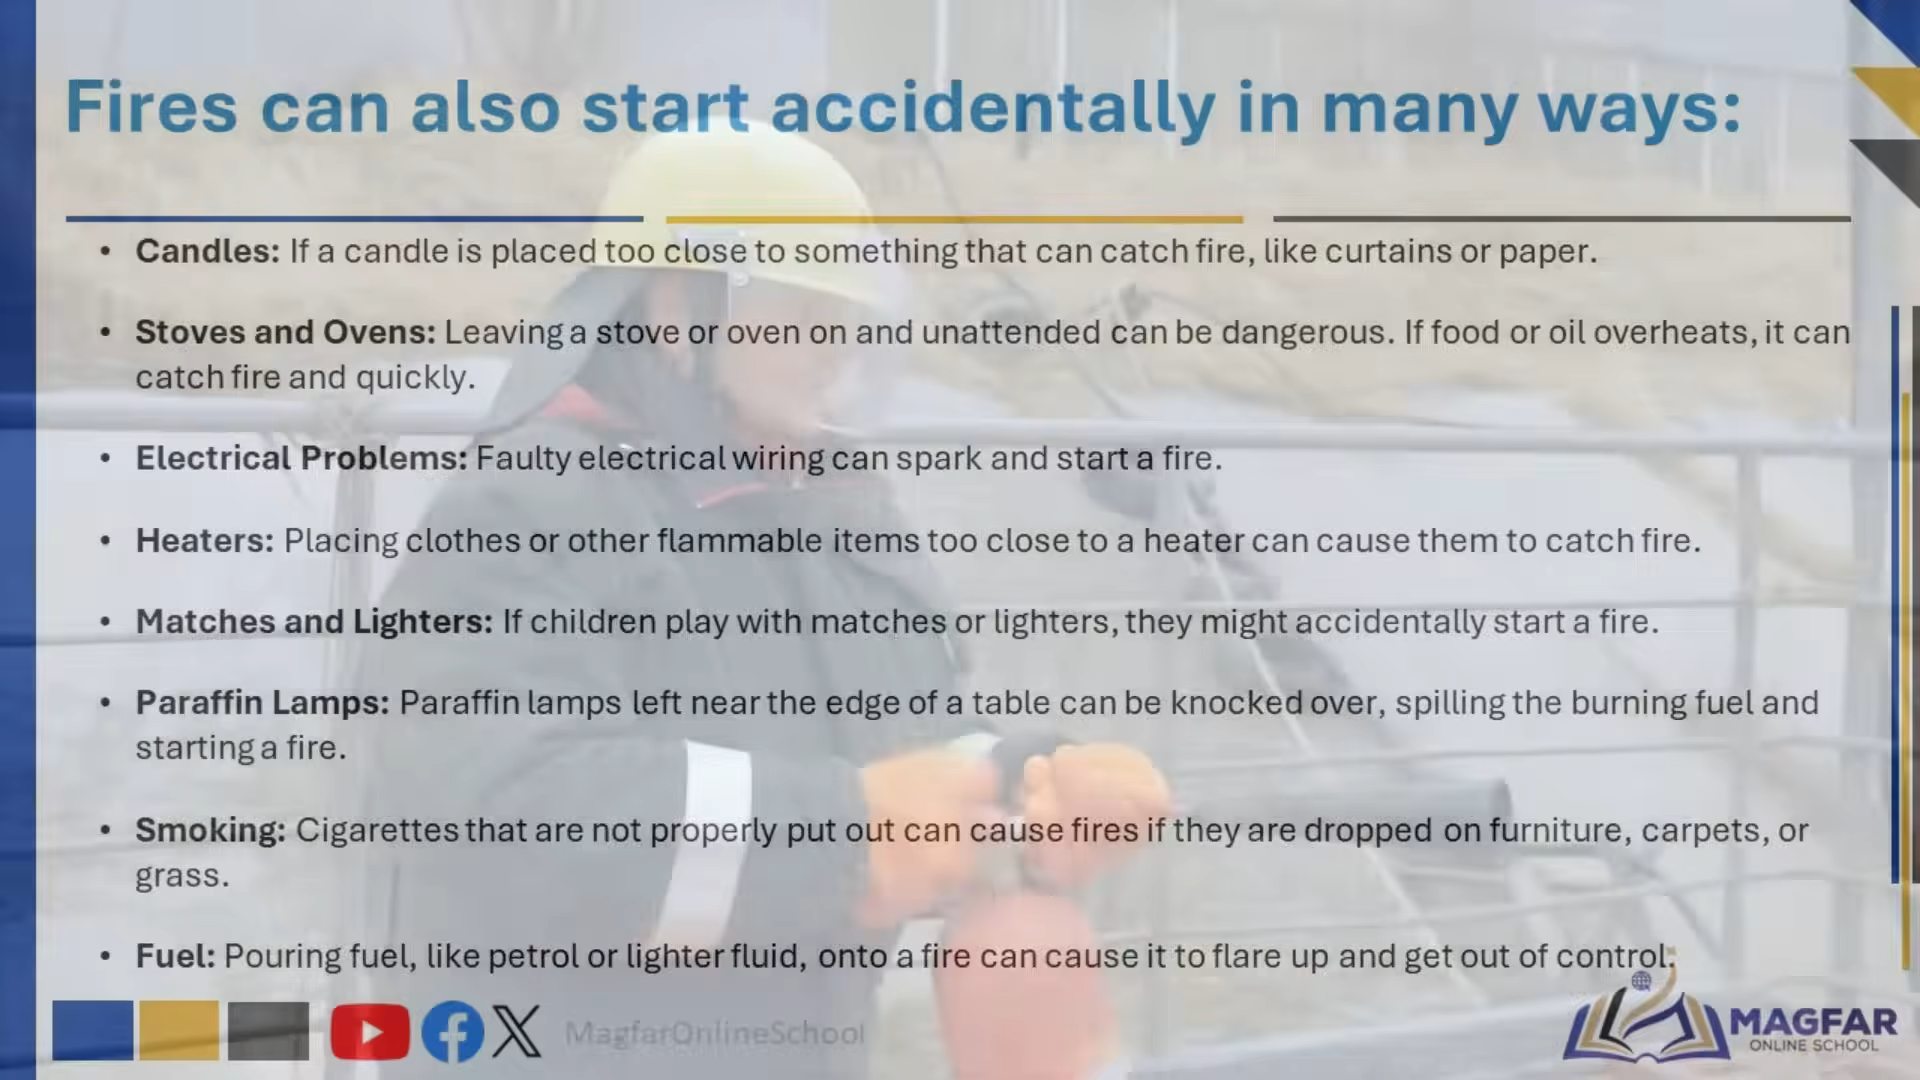 Fires can also start accidentally in many ways:
• Candles: If a candle is placed too close to something that can catch fire, like curtains or paper.
• Stoves and Ovens: Leaving a stove or oven on and unattended can be dangerous. If food or oil overheats, it can
catch fire and quickly.
• Electrical Problems: Faulty electrical wiring can spark and start a fire.
• Heaters: Placing clothes or other flammable items too close to a heater can cause them to catch fire.
• Matches and Lighters: If children play with matches or lighters, they might accidentally start a fire.
• Paraffin Lamps: Paraffin lamps left near the edge of a table can be knocked over, spilling the burning fuel and
starting a fire.
• Smoking: Cigarettes that are not properly put out can cause fires if they are dropped on furniture, carpets, or
grass.
• Fuel: Pouring fuel, like petrol or lighter fluid, onto a fire can cause it to flare up and get out of control.
MagfarOnlineSchool
MAGFAR
ONLINE SCHOOL